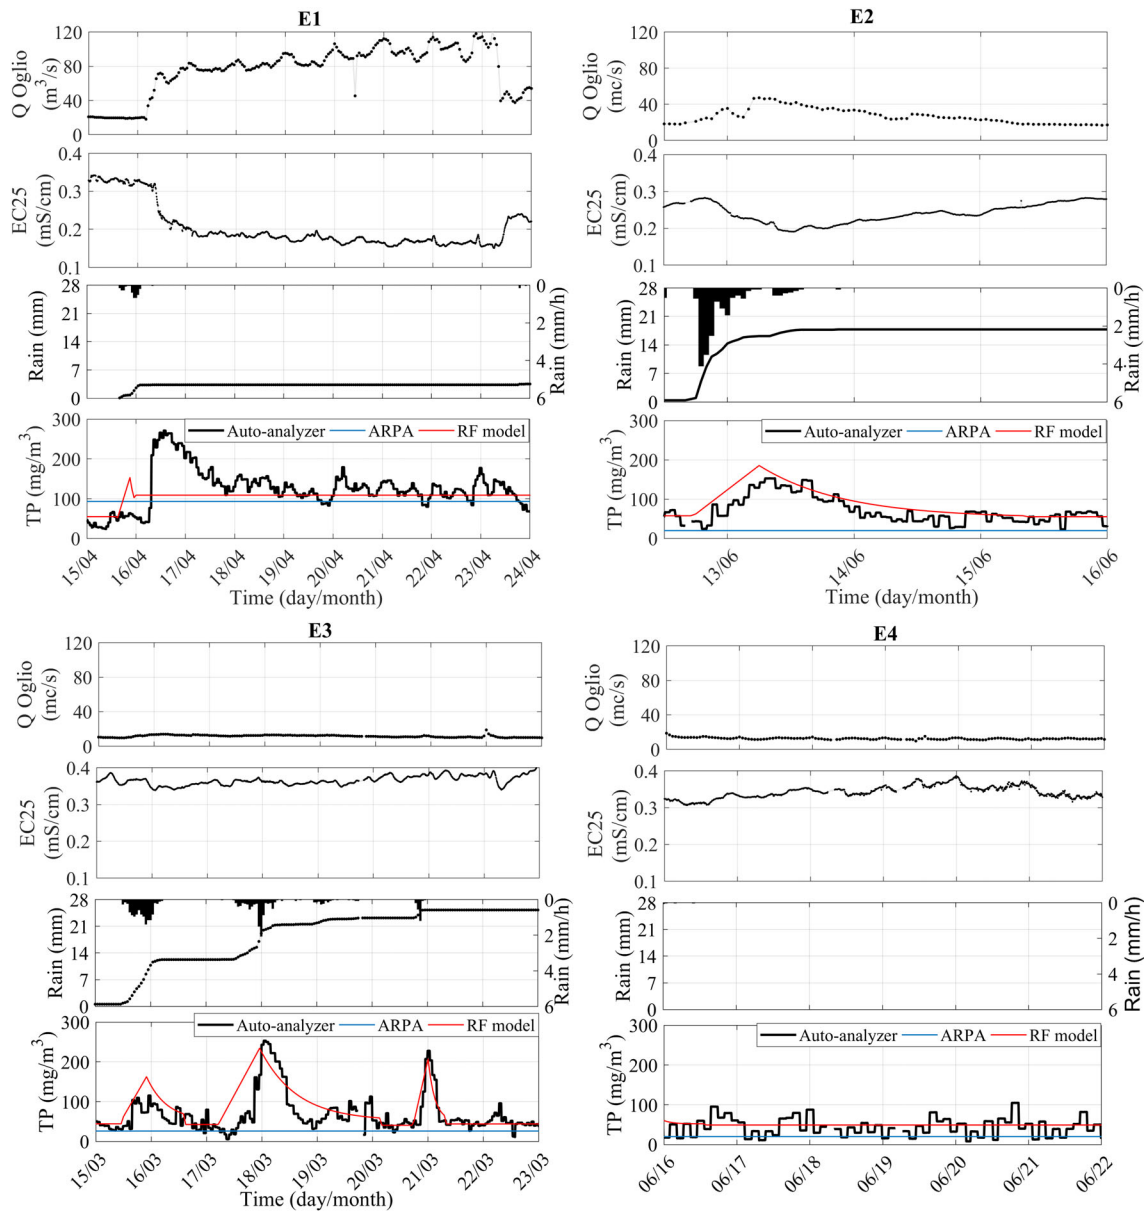 E1
120
80
40
0
Q Oglio
(m³/s)
0.4
0.3
0.2
0.1
EC25
(mS/cm)
28
21
14
7
0
Rain (mm)
0
2
4
6
Rain (mm/h)
300
200
100
0
TP (mg/m³)
Auto-analyzer ARPA RF model
15/04 16/04 17/04 18/04 19/04 20/04 21/04 22/04 23/04 24/04
Time (day/month)
E2
120
80
40
0
Q Oglio
(mc/s)
0.4
0.3
0.2
0.1
EC25
(mS/cm)
28
21
14
7
0
Rain (mm)
0
2
4
6
Rain (mm/h)
300
200
100
0
TP (mg/m³)
Auto-analyzer ARPA RF model
13/06 14/06 15/06 16/06
Time (day/month)
E3
120
80
40
0
Q Oglio
(mc/s)
0.4
0.3
0.2
0.1
EC25
(mS/cm)
28
21
14
7
0
Rain (mm)
0
2
4
6
Rain (mm/h)
300
200
100
0
TP (mg/m³)
Auto-analyzer ARPA RF model
15/03 16/03 17/03 18/03 19/03 20/03 21/03 22/03 23/03
Time (day/month)
E4
120
80
40
0
Q Oglio
(mc/s)
0.4
0.3
0.2
0.1
EC25
(mS/cm)
28
21
14
7
0
Rain (mm)
0
2
4
6
Rain (mm/h)
300
200
100
0
TP (mg/m³)
Auto-analyzer ARPA RF model
06/16 06/17 06/18 06/19 06/20 06/21 06/22